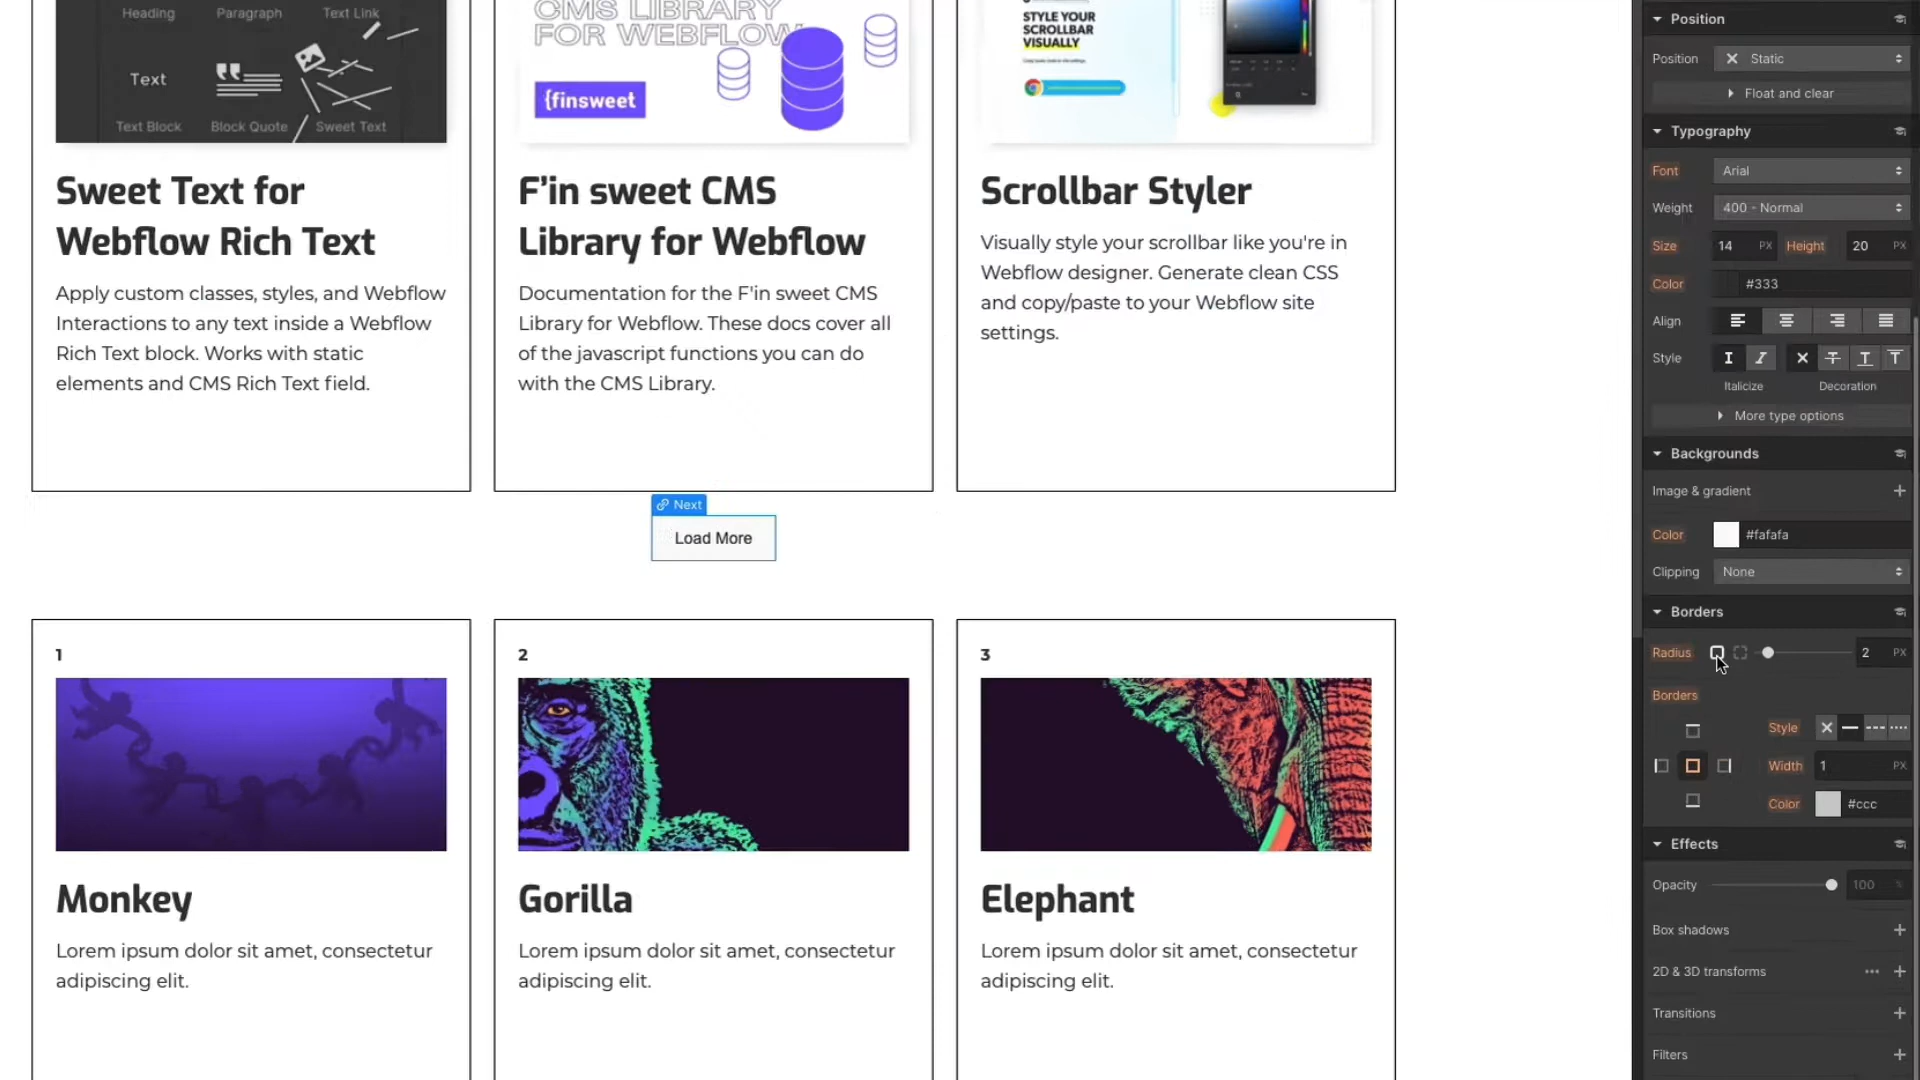 Heading Paragraph Text Link
Text
Text Block Block Quote Sweet Text
CMS LIBRARY
FOR WEBFLOW
{finsweet
STYLE YOUR
SCROLLBAR
VISUALLY
Sweet Text for
Webflow Rich Text
Apply custom classes, styles, and Webflow
Interactions to any text inside a Webflow
Rich Text block. Works with static
elements and CMS Rich Text field.
F’in sweet CMS
Library for Webflow
Documentation for the F'in sweet CMS
Library for Webflow. These docs cover all
of the javascript functions you can do
with the CMS Library.
Scrollbar Styler
Visually style your scrollbar like you're in
Webflow designer. Generate clean CSS
and copy/paste to your Webflow site
settings.
Next
Load More
1
Monkey
Lorem ipsum dolor sit amet, consectetur
adipiscing elit.
2
Gorilla
Lorem ipsum dolor sit amet, consectetur
adipiscing elit.
3
Elephant
Lorem ipsum dolor sit amet, consectetur
adipiscing elit.
Position
Position Static
Float and clear
Typography
Font Arial
Weight 400 - Normal
Size 14 PX Height 20 PX
Color #333
Align
Style
Italicize Decoration
More type options
Backgrounds
Image & gradient
Color #fafafa
Clipping None
Borders
Radius 2 PX
Borders
Style
Width 1 PX
Color #ccc
Effects
Opacity 100 %
Box shadows
2D & 3D transforms
Transitions
Filters